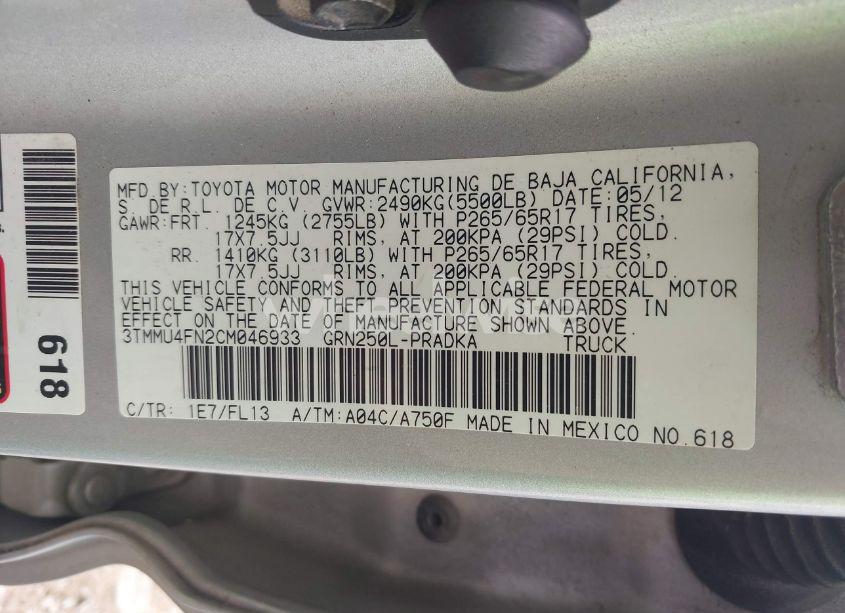 MFD.BY:TOYOTA MOTOR MANUFACTURING DE BAJA CALIFORNIA,
S. DE R.L. DE C.V. GVWR:2490KG(5500LB) DATE:05/12
GAWR:FRT. 1245KG (2755LB) WITH P265/65R17 TIRES,
17X7.5JJ RIMS, AT 200KPA (29PSI) COLD.
RR. 1410KG (3110LB) WITH P265/65R17 TIRES,
17X7.5JJ RIMS, AT 200KPA (29PSI) COLD.
THIS VEHICLE CONFORMS TO ALL APPLICABLE FEDERAL MOTOR
VEHICLE SAFETY AND THEFT PREVENTION STANDARDS IN
EFFECT ON THE DATE OF MANUFACTURE SHOWN ABOVE.
3TMMU4FN2CM046933 GRN250L-PRADKA TRUCK
C/TR: 1E7/FL13 A/TM:A04C/A750F MADE IN MEXICO NO.618
618